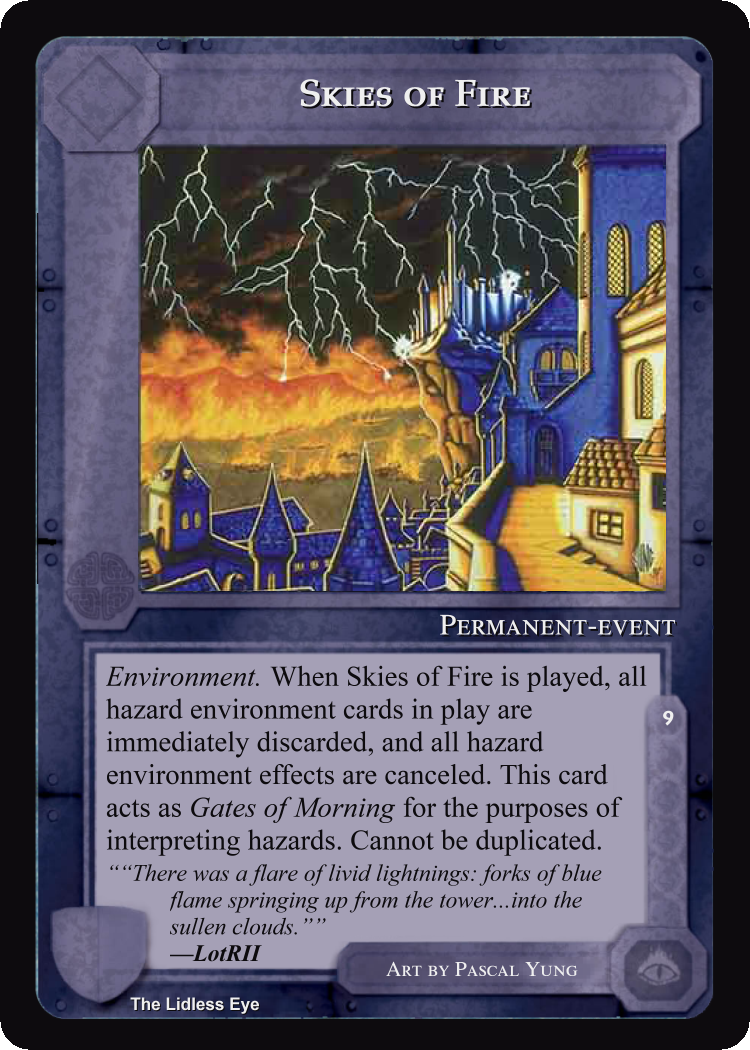 Skies of Fire
Permanent-event
Environment. When Skies of Fire is played, all
hazard environment cards in play are
immediately discarded, and all hazard
environment effects are canceled. This card
acts as Gates of Morning for the purposes of
interpreting hazards. Cannot be duplicated.
9
““There was a flare of livid lightnings: forks of blue
flame springing up from the tower...into the
sullen clouds.””
—LotRII
Art by Pascal Yung
The Lidless Eye